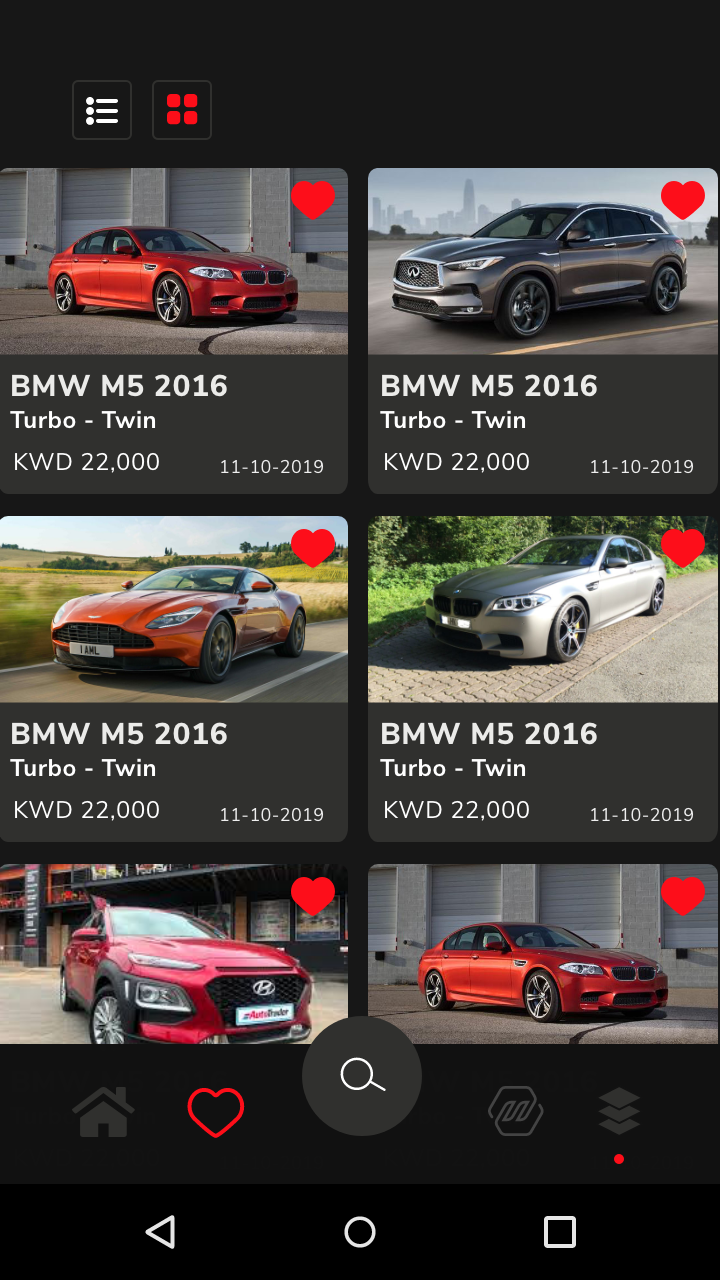 BMW M5 2016
Turbo - Twin
KWD 22,000
11-10-2019
BMW M5 2016
Turbo - Twin
KWD 22,000
11-10-2019
1 AML
BMW M5 2016
Turbo - Twin
KWD 22,000
11-10-2019
BMW M5 2016
Turbo - Twin
KWD 22,000
11-10-2019
AutoTrader